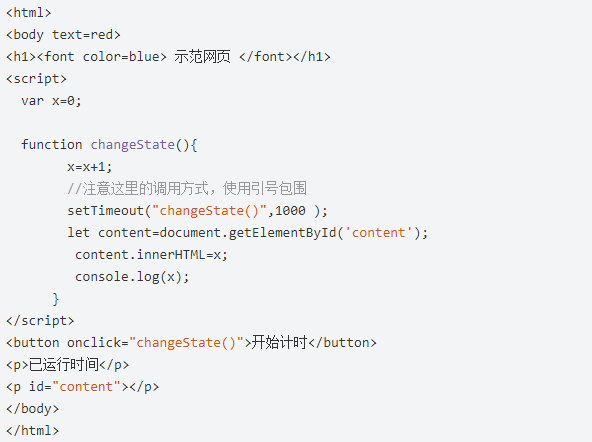 <html>
<body text=red>
<h1><font color=blue> 示范网页 </font></h1>
<script>
  var x=0;

  function changeState(){
        x=x+1;
        //注意这里的调用方式，使用引号包围
        setTimeout("changeState()",1000 );
        let content=document.getElementById('content');
         content.innerHTML=x;
         console.log(x);
      }
</script>
<button onclick="changeState()">开始计时</button>
<p>已运行时间</p>
<p id="content"></p>
</body>
</html>